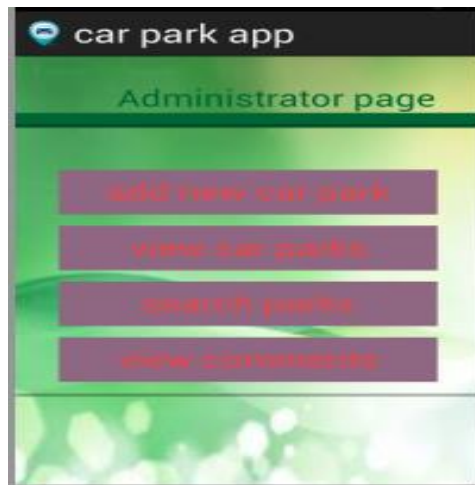 car park app
Administrator page
add new car park
view car parks
search parks
view comments